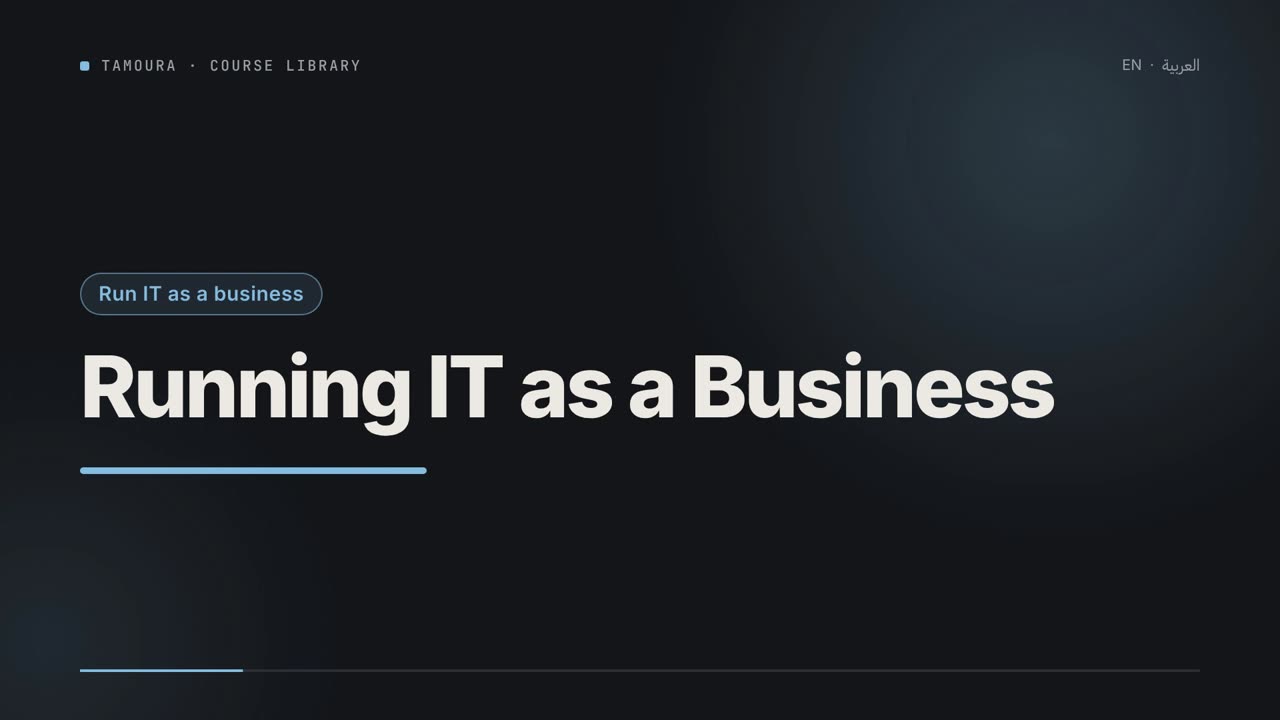 TAMOURA · COURSE LIBRARY
EN · العربية
Run IT as a business
Running IT as a Business